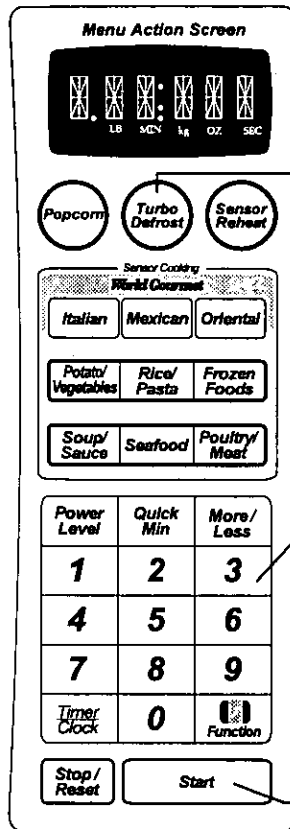 Menu Action Screen
LB MIN kg OZ SEC
Popcorn
Turbo
Defrost
Sensor
Reheat
Sensor Cooking
World Gourmet
Italian Mexican Oriental
Potato/
Vegetables
Rice/
Pasta
Frozen
Foods
Soup/
Sauce
Seafood
Poultry/
Meat
Power
Level
Quick
Min
More/
Less
1 2 3
4 5 6
7 8 9
Timer
Clock
0
Function
Stop/
Reset
Start